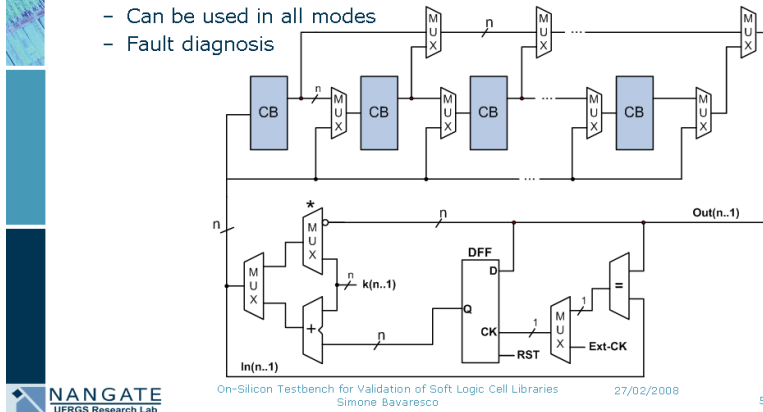 – Can be used in all modes
– Fault diagnosis
MUX
n
MUX
...
MUX
CB
n
MUX
CB
MUX
CB
...
MUX
CB
MUX
...
n
*
MUX
n
Out(n..1)
MUX
n
k(n..1)
DFF
D
Q
CK
RST
1
MUX
1
=
Ext-CK
+
n
In(n..1)
NANGATE
UFRGS Research Lab
On-Silicon Testbench for Validation of Soft Logic Cell Libraries
Simone Bavaresco
27/02/2008
5